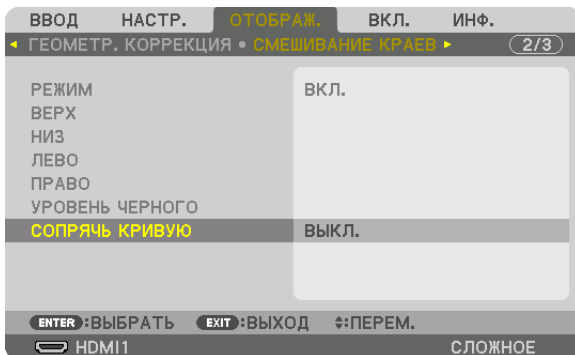 ВВОД НАСТР. ОТОБРАЖ. ВКЛ. ИНФ.
ГЕОМЕТР. КОРРЕКЦИЯ • СМЕШИВАНИЕ КРАЕВ 2/3
РЕЖИМ ВКЛ.
ВЕРХ
НИЗ
ЛЕВО
ПРАВО
УРОВЕНЬ ЧЕРНОГО
СОПРЯЧЬ КРИВУЮ ВЫКЛ.
ENTER :ВЫБРАТЬ EXIT :ВЫХОД :ПЕРЕМ.
HDMI1 СЛОЖНОЕ